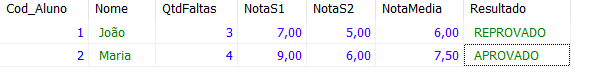 Cod_Aluno Nome QtdFaltas NotaS1 NotaS2 NotaMedia Resultado
1 João 3 7,00 5,00 6,00 REPROVADO
2 Maria 4 9,00 6,00 7,50 APROVADO